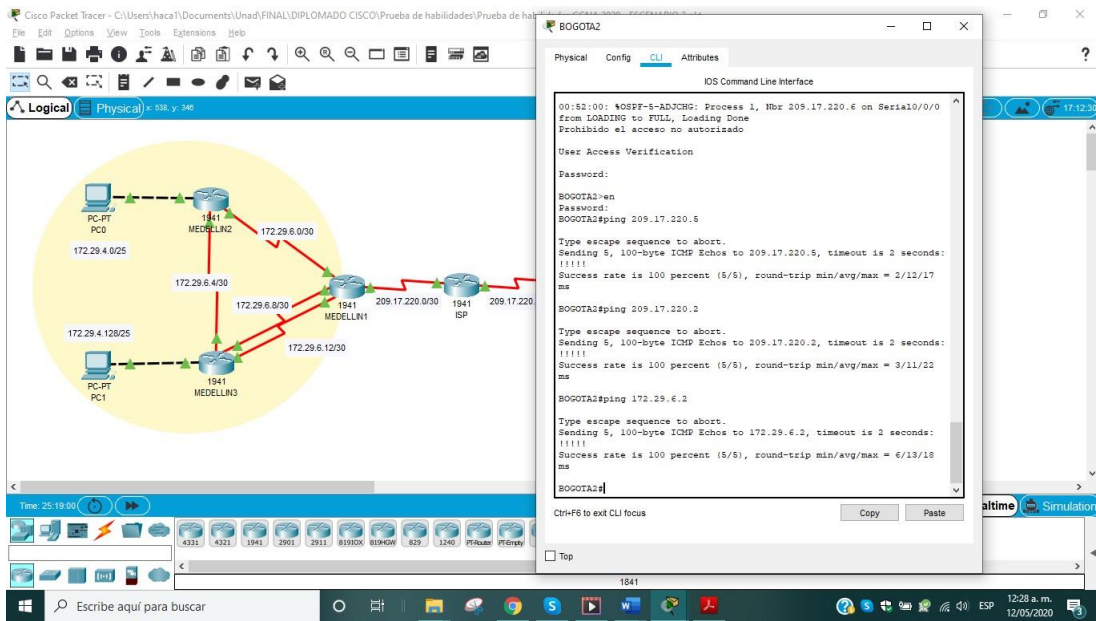 Cisco Packet Tracer - C:\Users\haca1\Documents\Unad\FINAL\DIPLOMADO CISCO\Prueba de habilidades\Prueba de
File Edit Options View Tools Extensions Help
Logical Physical x: 538, y: 346
17:12:30
PC-PT
PC0
172.29.4.0/25
1941
MEDELLIN2
172.29.6.0/30
172.29.6.4/30
172.29.6.8/30
1941
MEDELLIN1
209.17.220.0/30
1941
ISP
209.17.220.
172.29.6.12/30
172.29.4.128/25
PC-PT
PC1
1941
MEDELLIN3
BOGOTA2
Physical Config CLI Attributes
IOS Command Line Interface
00:52:00: %OSPF-5-ADJCHG: Process 1, Nbr 209.17.220.6 on Serial0/0/0
from LOADING to FULL, Loading Done
Prohibido el acceso no autorizado
User Access Verification
Password:
BOGOTA2>en
Password:
BOGOTA2#ping 209.17.220.5
Type escape sequence to abort.
Sending 5, 100-byte ICMP Echos to 209.17.220.5, timeout is 2 seconds:
!!!!!
Success rate is 100 percent (5/5), round-trip min/avg/max = 2/12/17
ms
BOGOTA2#ping 209.17.220.2
Type escape sequence to abort.
Sending 5, 100-byte ICMP Echos to 209.17.220.2, timeout is 2 seconds:
!!!!!
Success rate is 100 percent (5/5), round-trip min/avg/max = 3/11/22
ms
BOGOTA2#ping 172.29.6.2
Type escape sequence to abort.
Sending 5, 100-byte ICMP Echos to 172.29.6.2, timeout is 2 seconds:
!!!!!
Success rate is 100 percent (5/5), round-trip min/avg/max = 6/13/18
ms
BOGOTA2#
Ctrl+F6 to exit CLI focus
Copy Paste
Top
Time: 25:19:00
altime Simulation
4331 4321 1941 2901 2911 819IOX 819HGW 829 1240 PT-Router PT-Empty
1841
Escribe aquí para buscar
ESP
12:28 a. m.
12/05/2020
3